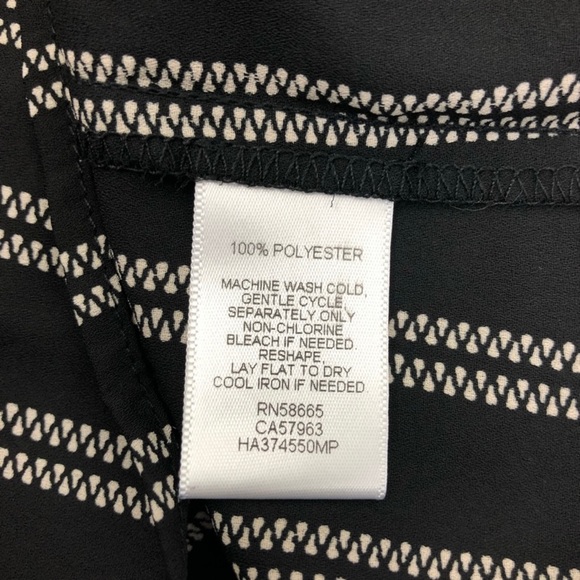 100% POLYESTER
MACHINE WASH COLD,
GENTLE CYCLE,
SEPARATELY ONLY
NON-CHLORINE
BLEACH IF NEEDED.
RESHAPE,
LAY FLAT TO DRY
COOL IRON IF NEEDED
RN58665
CA57963
HA374550MP